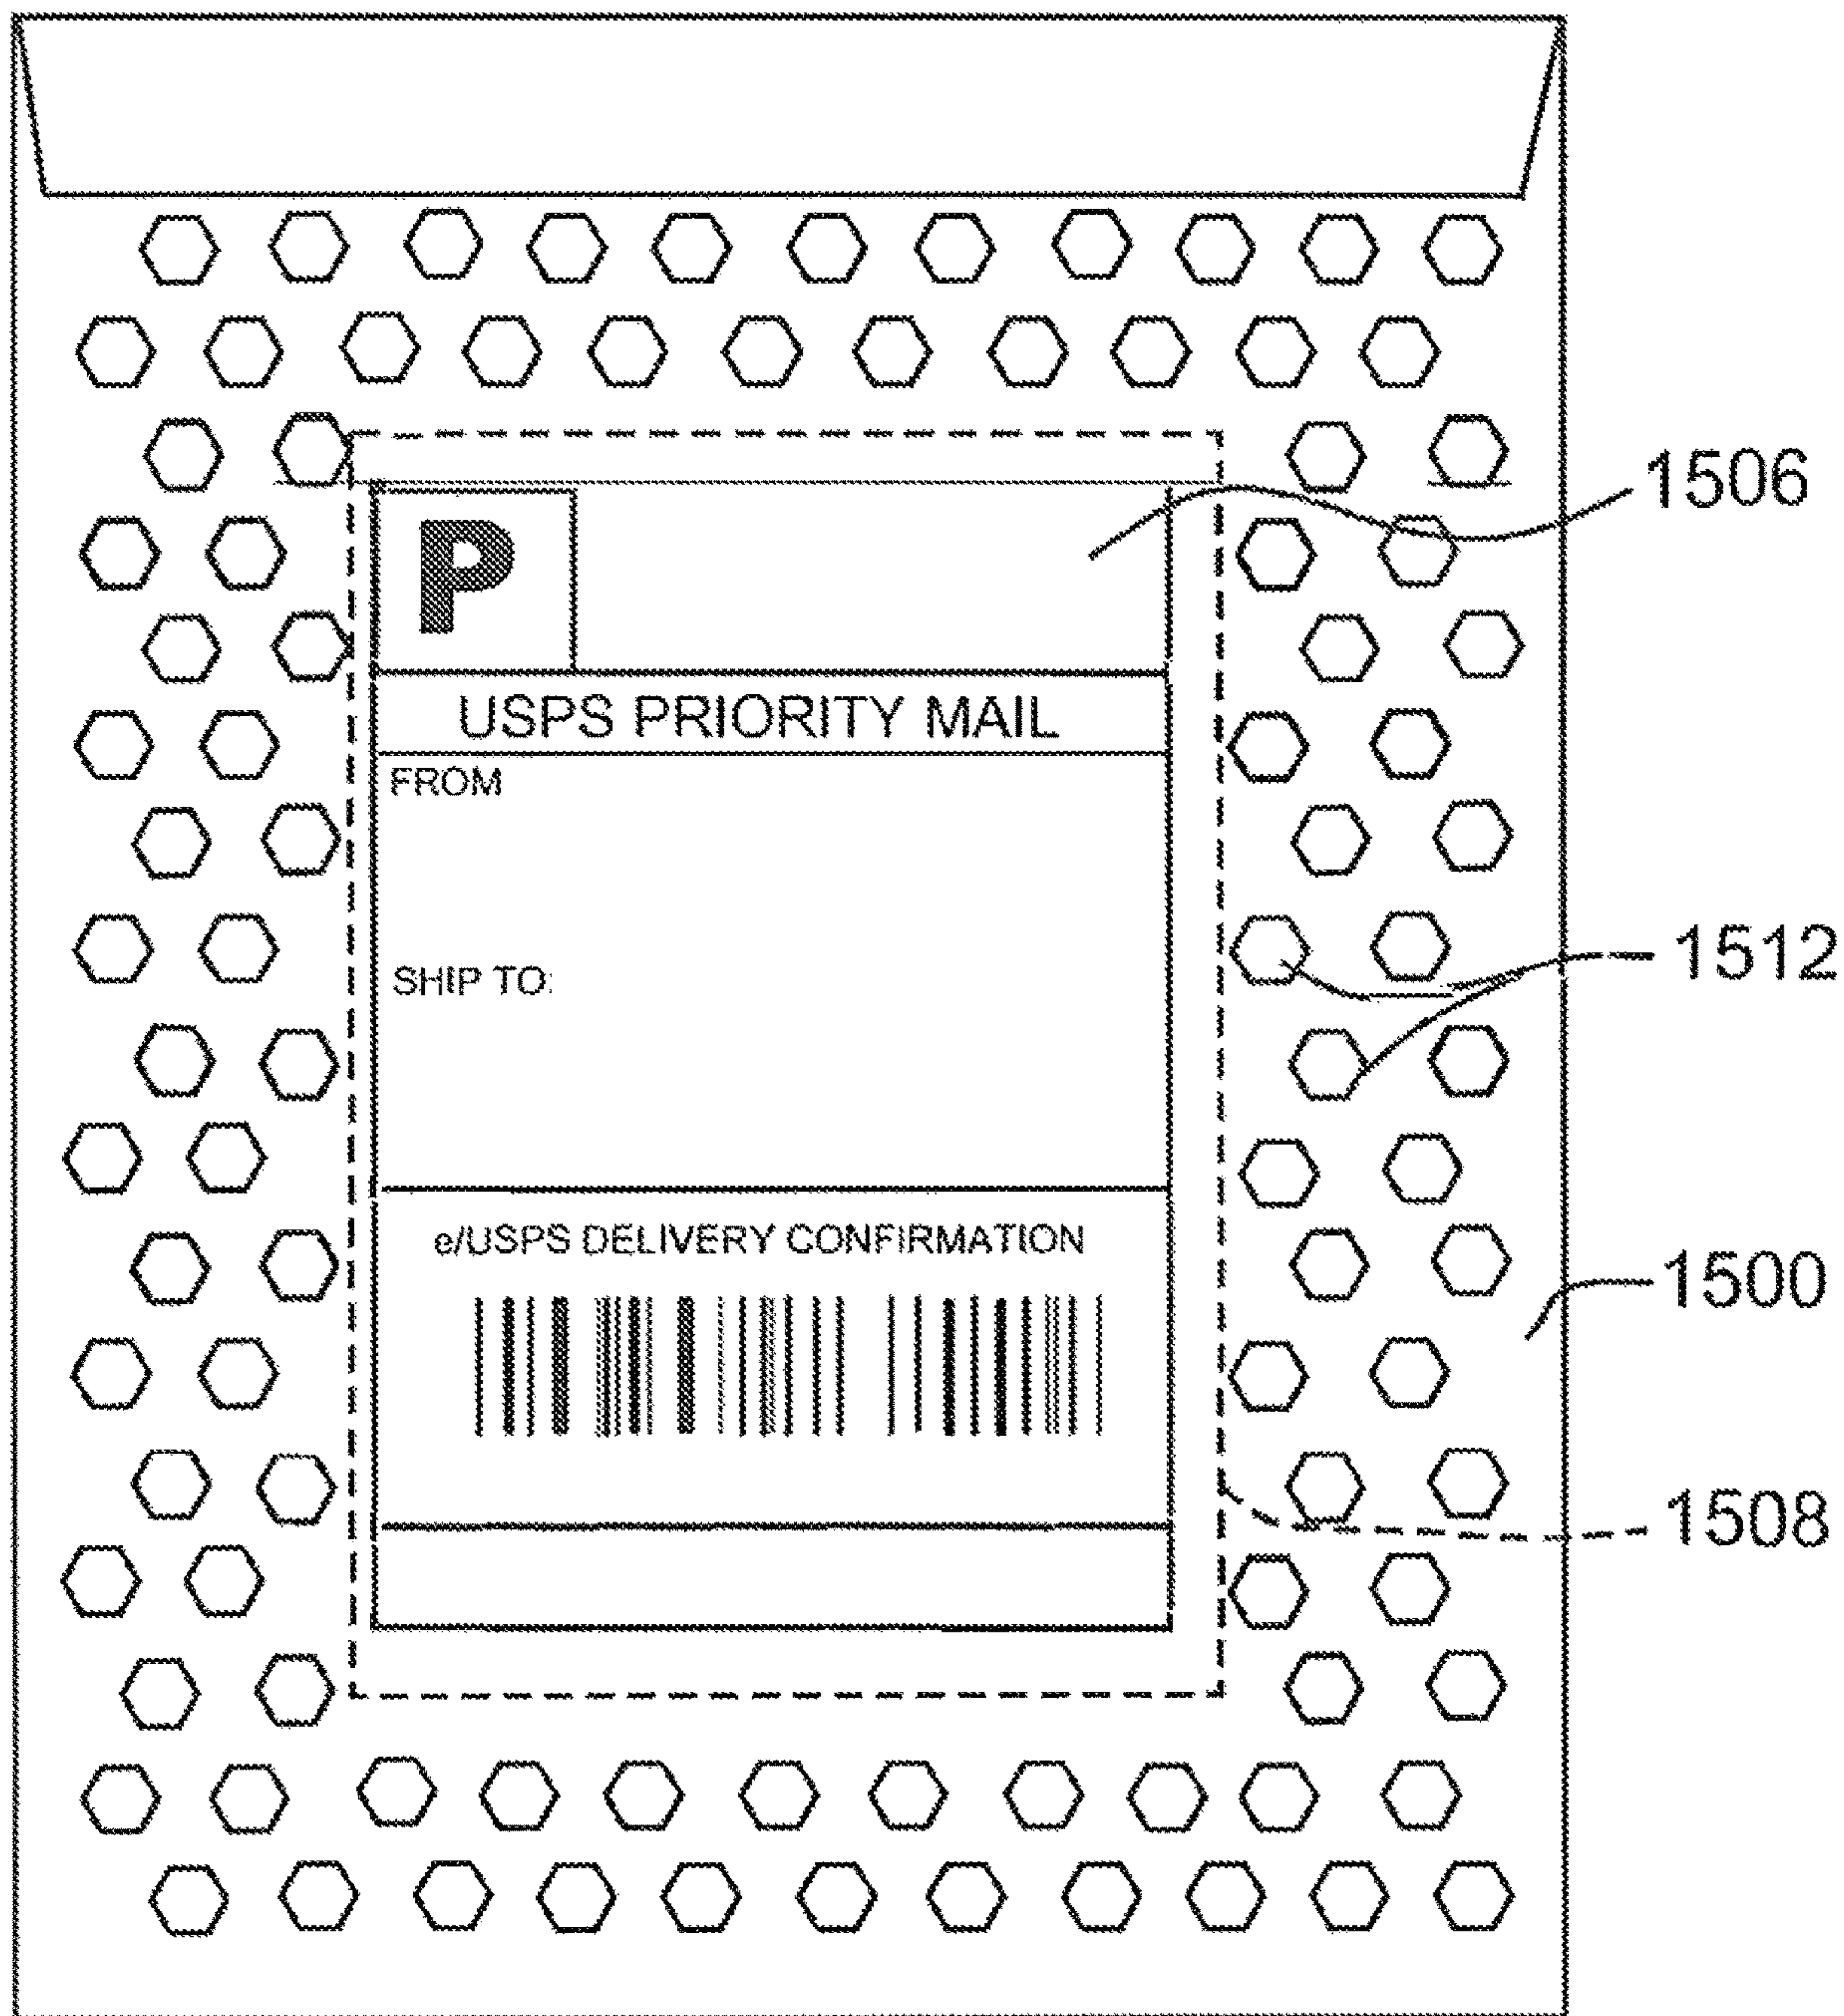 1506
P
USPS PRIORITY MAIL
FROM
SHIP TO:
1512
e/USPS DELIVERY CONFIRMATION
1500
1508